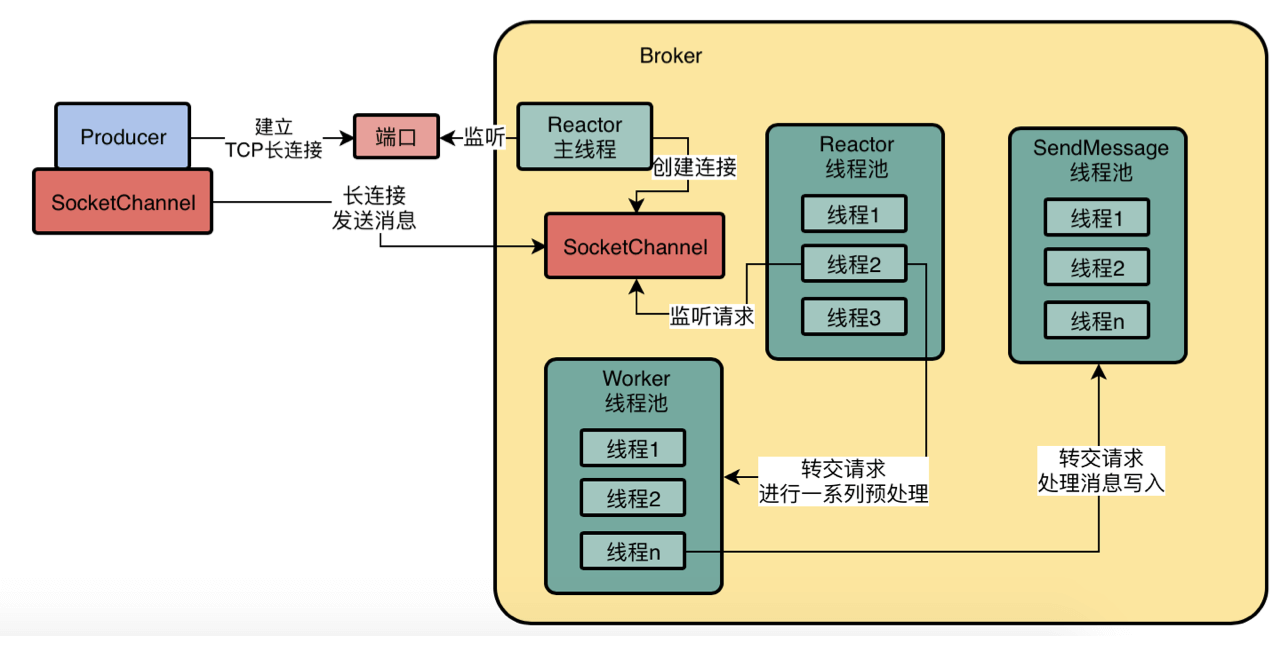 Broker
Producer
建立
TCP长连接
端口
监听
Reactor
主线程
创建连接
SocketChannel
长连接
发送消息
SocketChannel
监听请求
Reactor
线程池
线程1
线程2
线程3
SendMessage
线程池
线程1
线程2
线程n
Worker
线程池
线程1
线程2
线程n
转交请求
进行一系列预处理
转交请求
处理消息写入